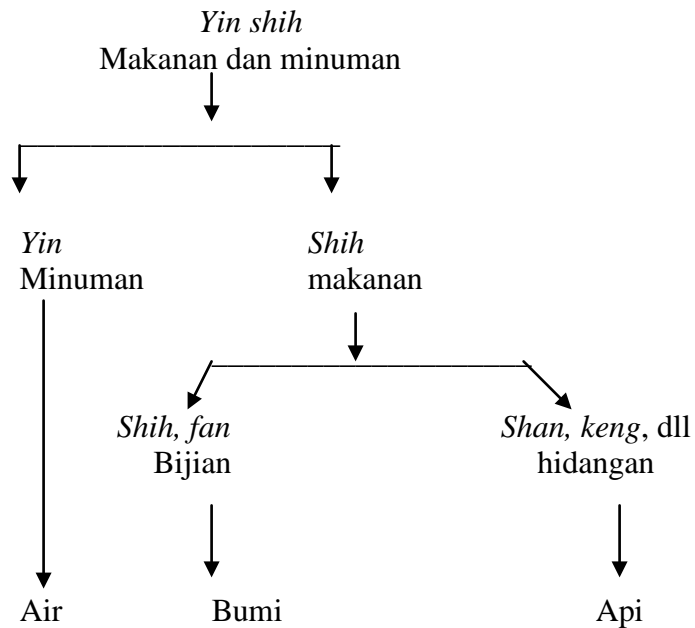 Yin shih
Makanan dan minuman
Yin
Minuman
Shih
makanan
Shih, fan
Bijian
Shan, keng, dll
hidangan
Air
Bumi
Api